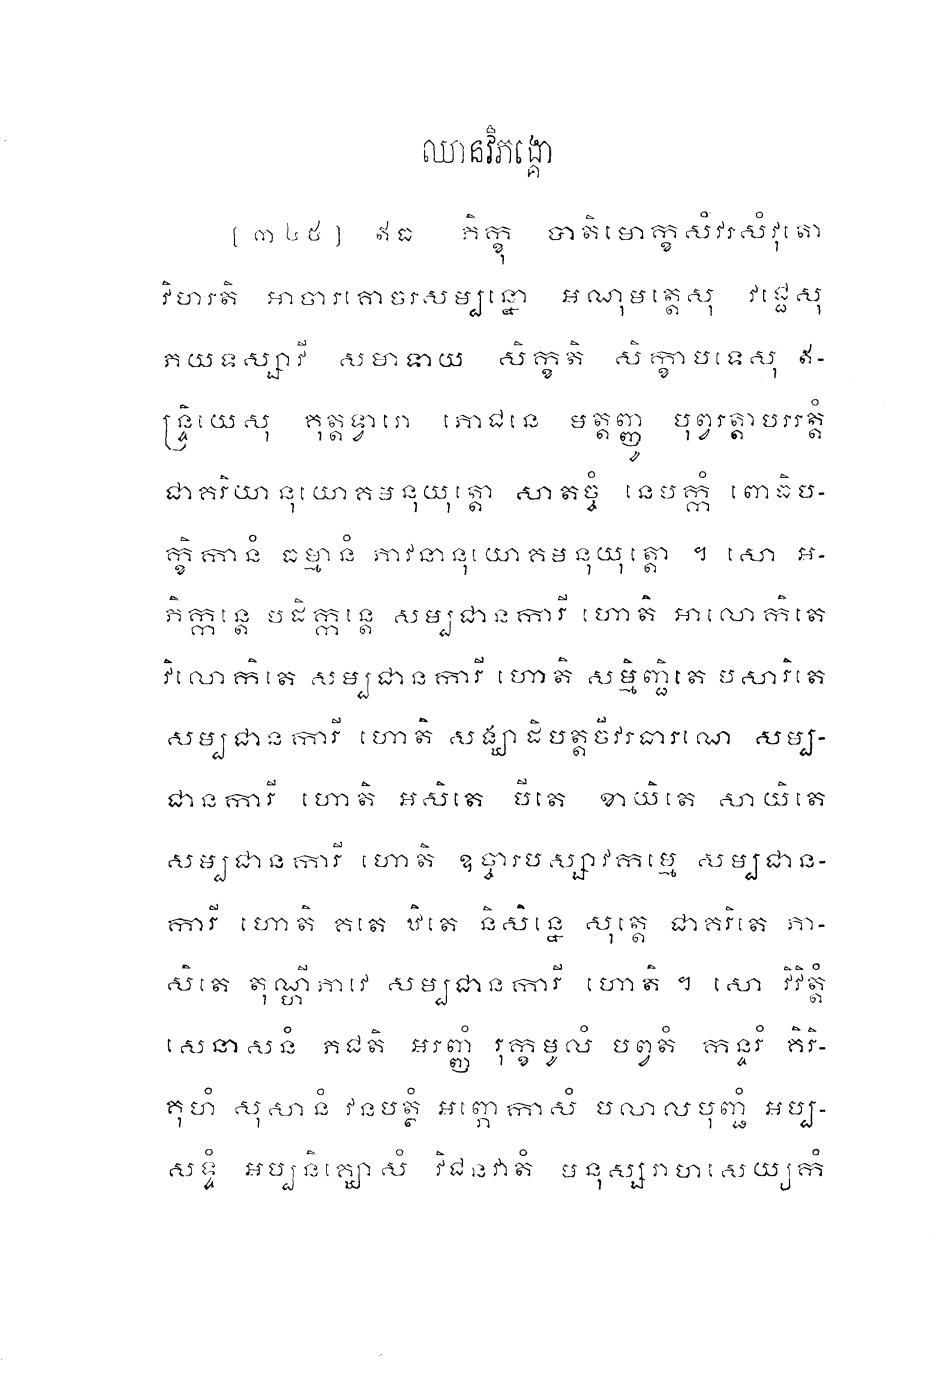 ឈានវិភង្គោ
[៣៤៥] ឥធ ភិក្ខុ បាតិមោក្ខសំវរសំវុតោ
វិហរតិ អាចារគោចរសម្បន្នោ អណុមត្តេសុ វជ្ជេសុ
ភយទស្សាវី សមាទាយ សិក្ខតិ សិក្ខាបទេសុ ឥ-
ន្ទ្រិយេសុ គុត្តទ្វារោ ភោជនេ មត្តញ្ញូ បុព្វរត្តាបររត្តំ
ជាគរិយានុយោគមនុយុត្តោ សាតច្ចំ នេបក្កំ ពោធិប-
ក្ខិកានំ ធម្មានំ ភាវនានុយោគមនុយុត្តោ ។ សោ អ-
ភិក្កន្តេ បដិក្កន្តេ សម្បជានការី ហោតិ អាលោកិតេ
វិលោកិតេ សម្បជានការី ហោតិ សម្មិញ្ជិតេ បសារិតេ
សម្បជានការី ហោតិ សង្ឃាដិបត្តចីវរធារណេ សម្ប-
ជានការី ហោតិ អសិតេ បីតេ ខាយិតេ សាយិតេ
សម្បជានការី ហោតិ ឧច្ចារបស្សាវកម្មេ សម្បជាន-
ការី ហោតិ គតេ ឋិតេ និសិន្នេ សុត្តេ ជាគរិតេ ភា-
សិតេ តុណ្ហីភាវេ សម្បជានការី ហោតិ ។ សោ វិវិត្តំ
សេនាសនំ ភជតិ អរញ្ញំ រុក្ខមូលំ បព្វតំ កន្ទរំ គិរិ-
គុហំ សុសានំ វនបត្ថំ អព្ភោកាសំ បលាលបុញ្ជំ អប្ប-
សទ្ទំ អប្បនិគ្ឃោសំ វិជនវាតំ មនុស្សរាហសេយ្យកំ